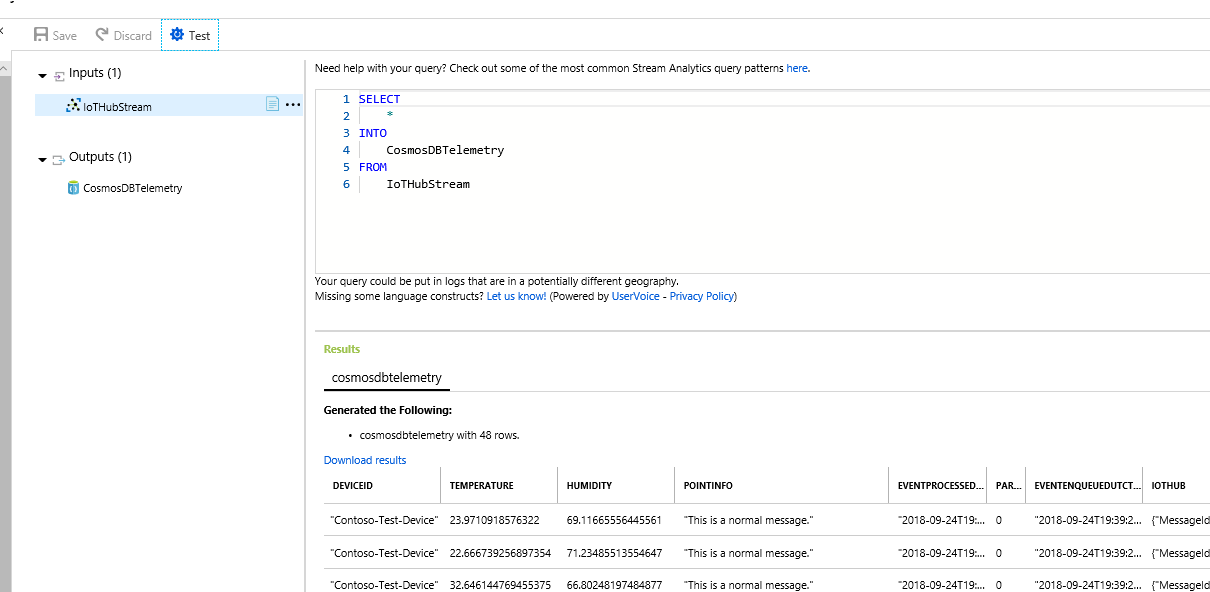 Save Discard Test
Inputs (1)
IoTHubStream
Outputs (1)
CosmosDBTelemetry
Need help with your query? Check out some of the most common Stream Analytics query patterns here.
1 SELECT
2 *
3 INTO
4 CosmosDBTelemetry
5 FROM
6 IoTHubStream
Your query could be put in logs that are in a potentially different geography.
Missing some language constructs? Let us know! (Powered by UserVoice - Privacy Policy)
Results
cosmosdbtelemetry
Generated the Following:
• cosmosdbtelemetry with 48 rows.
Download results
DEVICEID TEMPERATURE HUMIDITY POINTINFO EVENTPROCESSED... PAR... EVENTENQUEUEDUTCT... IOTHUB
"Contoso-Test-Device" 23.9710918576322 69.11665556445561 "This is a normal message." "2018-09-24T19:... 0 "2018-09-24T19:39:2... {"MessageId
"Contoso-Test-Device" 22.666739256897354 71.23485513554647 "This is a normal message." "2018-09-24T19:... 0 "2018-09-24T19:39:2... {"MessageId
"Contoso-Test-Device" 32.646144769455375 66.80248197484877 "This is a normal message." "2018-09-24T19:... 0 "2018-09-24T19:39:2... {"MessageId